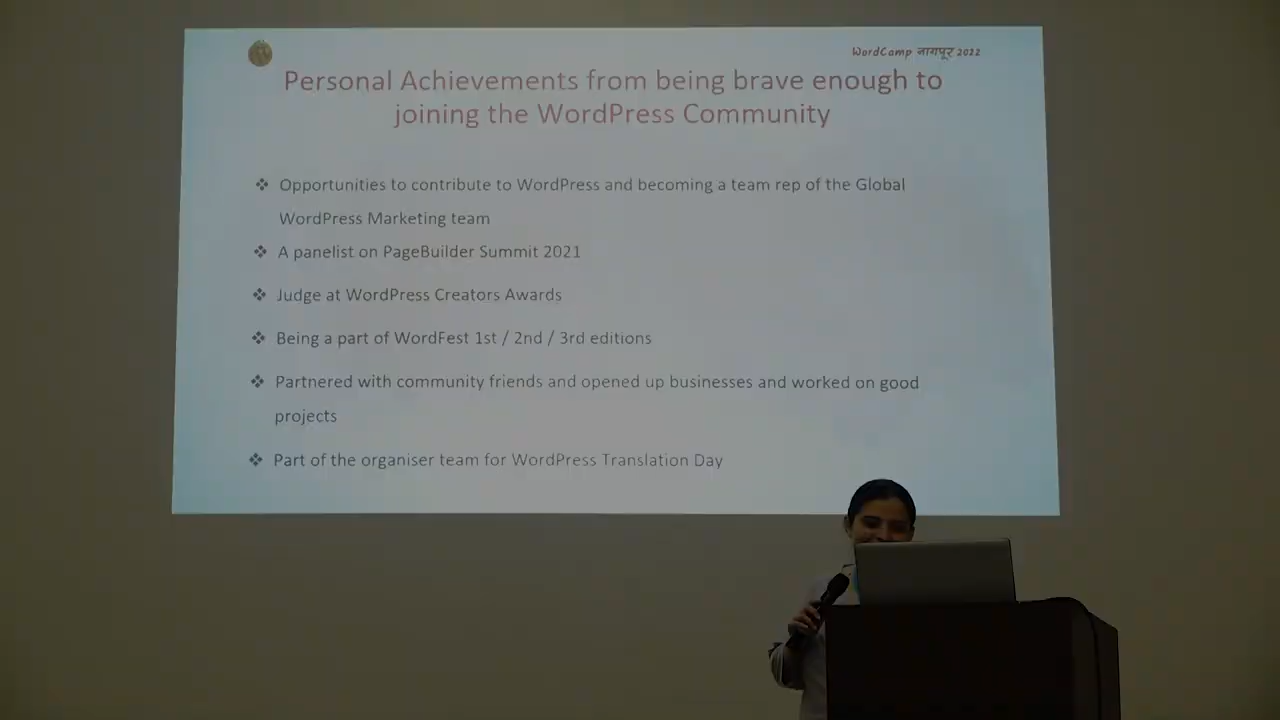 WordCamp नागपूर 2022
Personal Achievements from being brave enough to
joining the WordPress Community
❖ Opportunities to contribute to WordPress and becoming a team rep of the Global
WordPress Marketing team
❖ A panelist on PageBuilder Summit 2021
❖ Judge at WordPress Creators Awards
❖ Being a part of WordFest 1st / 2nd / 3rd editions
❖ Partnered with community friends and opened up businesses and worked on good
projects
❖ Part of the organiser team for WordPress Translation Day